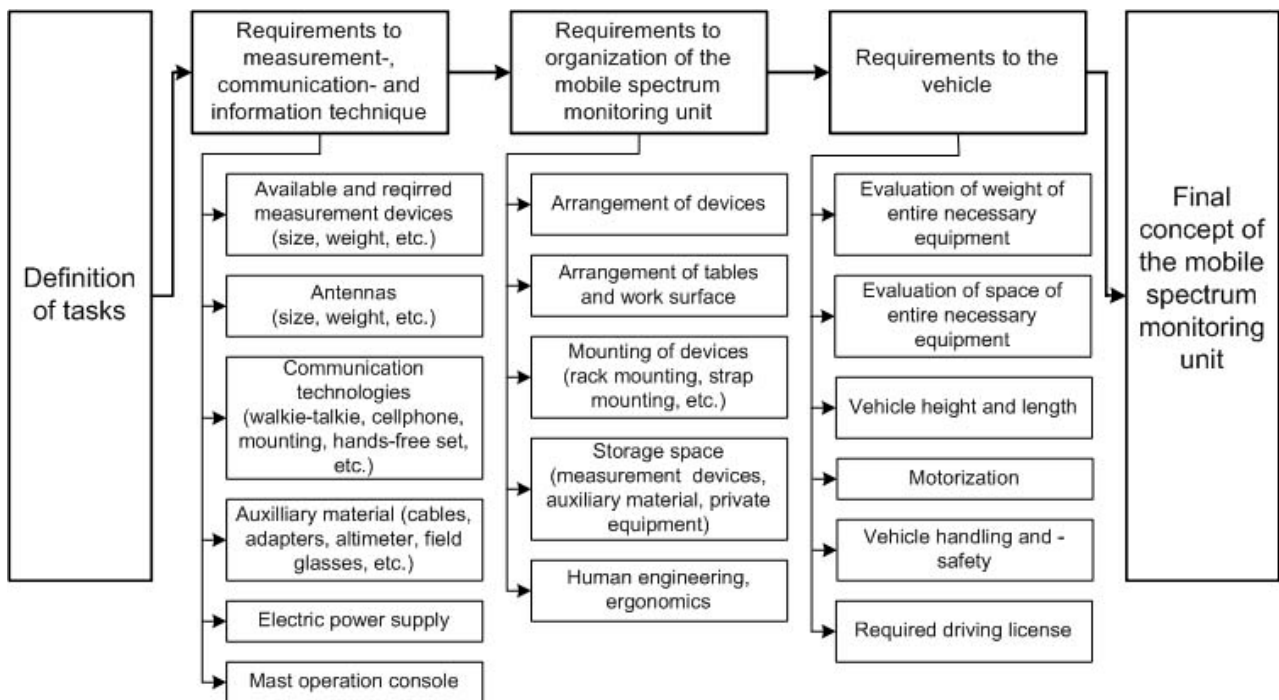 Definition
of tasks
Requirements to
measurement-,
communication- and
information technique
Available and reqirred
measurement devices
(size, weight, etc.)
Antennas
(size, weight, etc.)
Communication
technologies
(walkie-talkie, cellphone,
mounting, hands-free set,
etc.)
Auxilliary material (cables,
adapters, altimeter, field
glasses, etc.)
Electric power supply
Mast operation console
Requirements to
organization of the
mobile spectrum
monitoring unit
Arrangement of devices
Arrangement of tables
and work surface
Mounting of devices
(rack mounting, strap
mounting, etc.)
Storage space
(measurement devices,
auxiliary material, private
equipment)
Human engineering,
ergonomics
Requirements to the
vehicle
Evaluation of weight of
entire necessary
equipment
Evaluation of space of
entire necessary
equipment
Vehicle height and length
Motorization
Vehicle handling and -
safety
Required driving license
Final
concept of
the mobile
spectrum
monitoring
unit